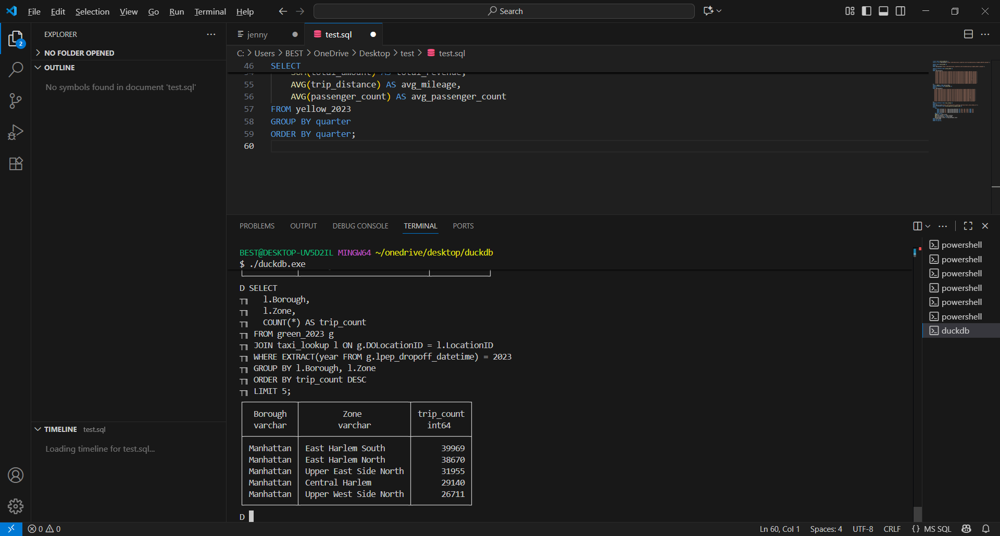 File Edit Selection View Go Run Terminal Help
Search
EXPLORER
2
NO FOLDER OPENED
OUTLINE
No symbols found in document 'test.sql'
TIMELINE test.sql
Loading timeline for test.sql...
jenny
test.sql
C: > Users > BEST > OneDrive > Desktop > test > test.sql
46 SELECT
54 SUM(total_amount) AS total_revenue,
55 AVG(trip_distance) AS avg_mileage,
56 AVG(passenger_count) AS avg_passenger_count
57 FROM yellow_2023
58 GROUP BY quarter
59 ORDER BY quarter;
60
PROBLEMS OUTPUT DEBUG CONSOLE TERMINAL PORTS
BEST@DESKTOP-UV5D2IL MINGW64 ~/onedrive/desktop/duckdb
$ ./duckdb.exe
D SELECT
l.Borough,
l.Zone,
COUNT(*) AS trip_count
FROM green_2023 g
JOIN taxi_lookup l ON g.DOLocationID = l.LocationID
WHERE EXTRACT(year FROM g.lpep_dropoff_datetime) = 2023
GROUP BY l.Borough, l.Zone
ORDER BY trip_count DESC
LIMIT 5;
Borough Zone trip_count
varchar varchar int64
Manhattan East Harlem South 39969
Manhattan East Harlem North 38670
Manhattan Upper East Side North 31955
Manhattan Central Harlem 29140
Manhattan Upper West Side North 26711
D
powershell
powershell
powershell
powershell
powershell
powershell
duckdb
0 0
Ln 60, Col 1 Spaces: 4 UTF-8 CRLF {} MS SQL